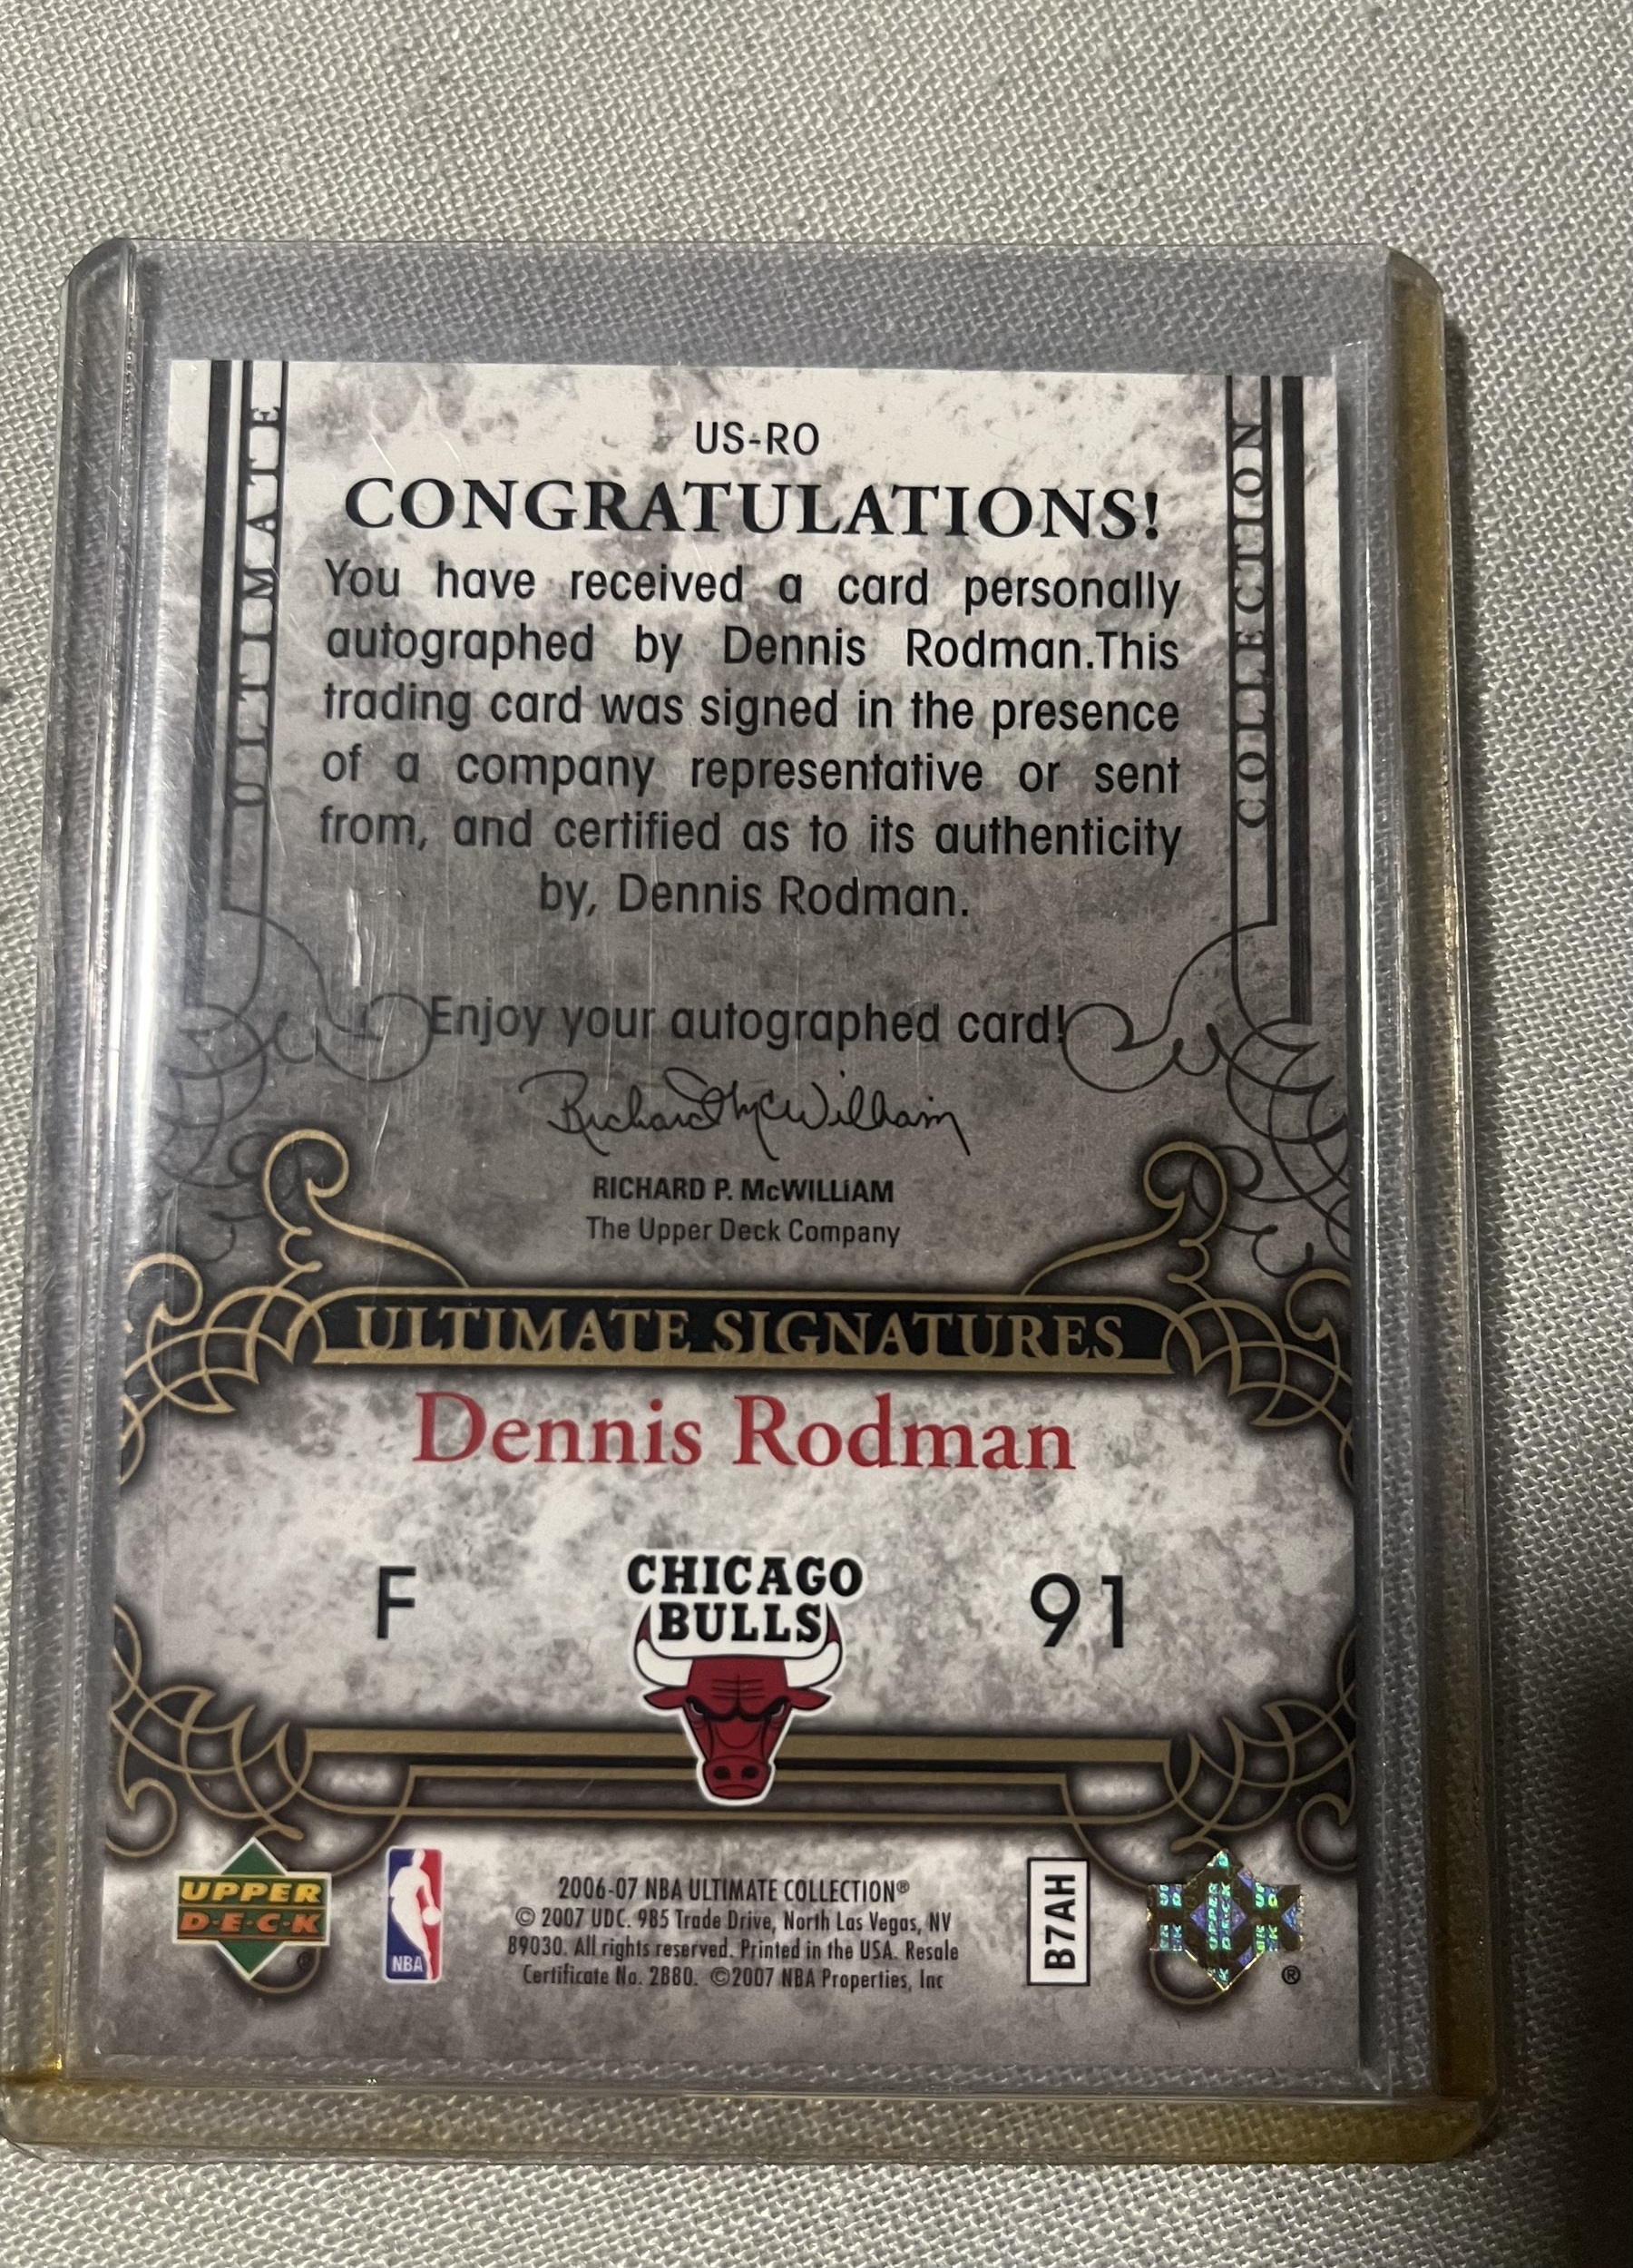 US-RO
CONGRATULATIONS!
You have received a card personally
autographed by Dennis Rodman.This
trading card was signed in the presence
of a company representative or sent
from, and certified as to its authenticity
by, Dennis Rodman.
ULTIMATE
COLLECTION
Enjoy your autographed card!
Richard McWilliam
RICHARD P. McWILLIAM
The Upper Deck Company
ULTIMATE SIGNATURES
Dennis Rodman
F
CHICAGO
BULLS
91
UPPER
D·E·C·K
NBA
2006-07 NBA ULTIMATE COLLECTION®
© 2007 UDC. 985 Trade Drive, North Las Vegas, NV
89030. All rights reserved. Printed in the USA. Resale
Certificate No. 2880. ©2007 NBA Properties, Inc
B7AH
UPPER
DECK
®